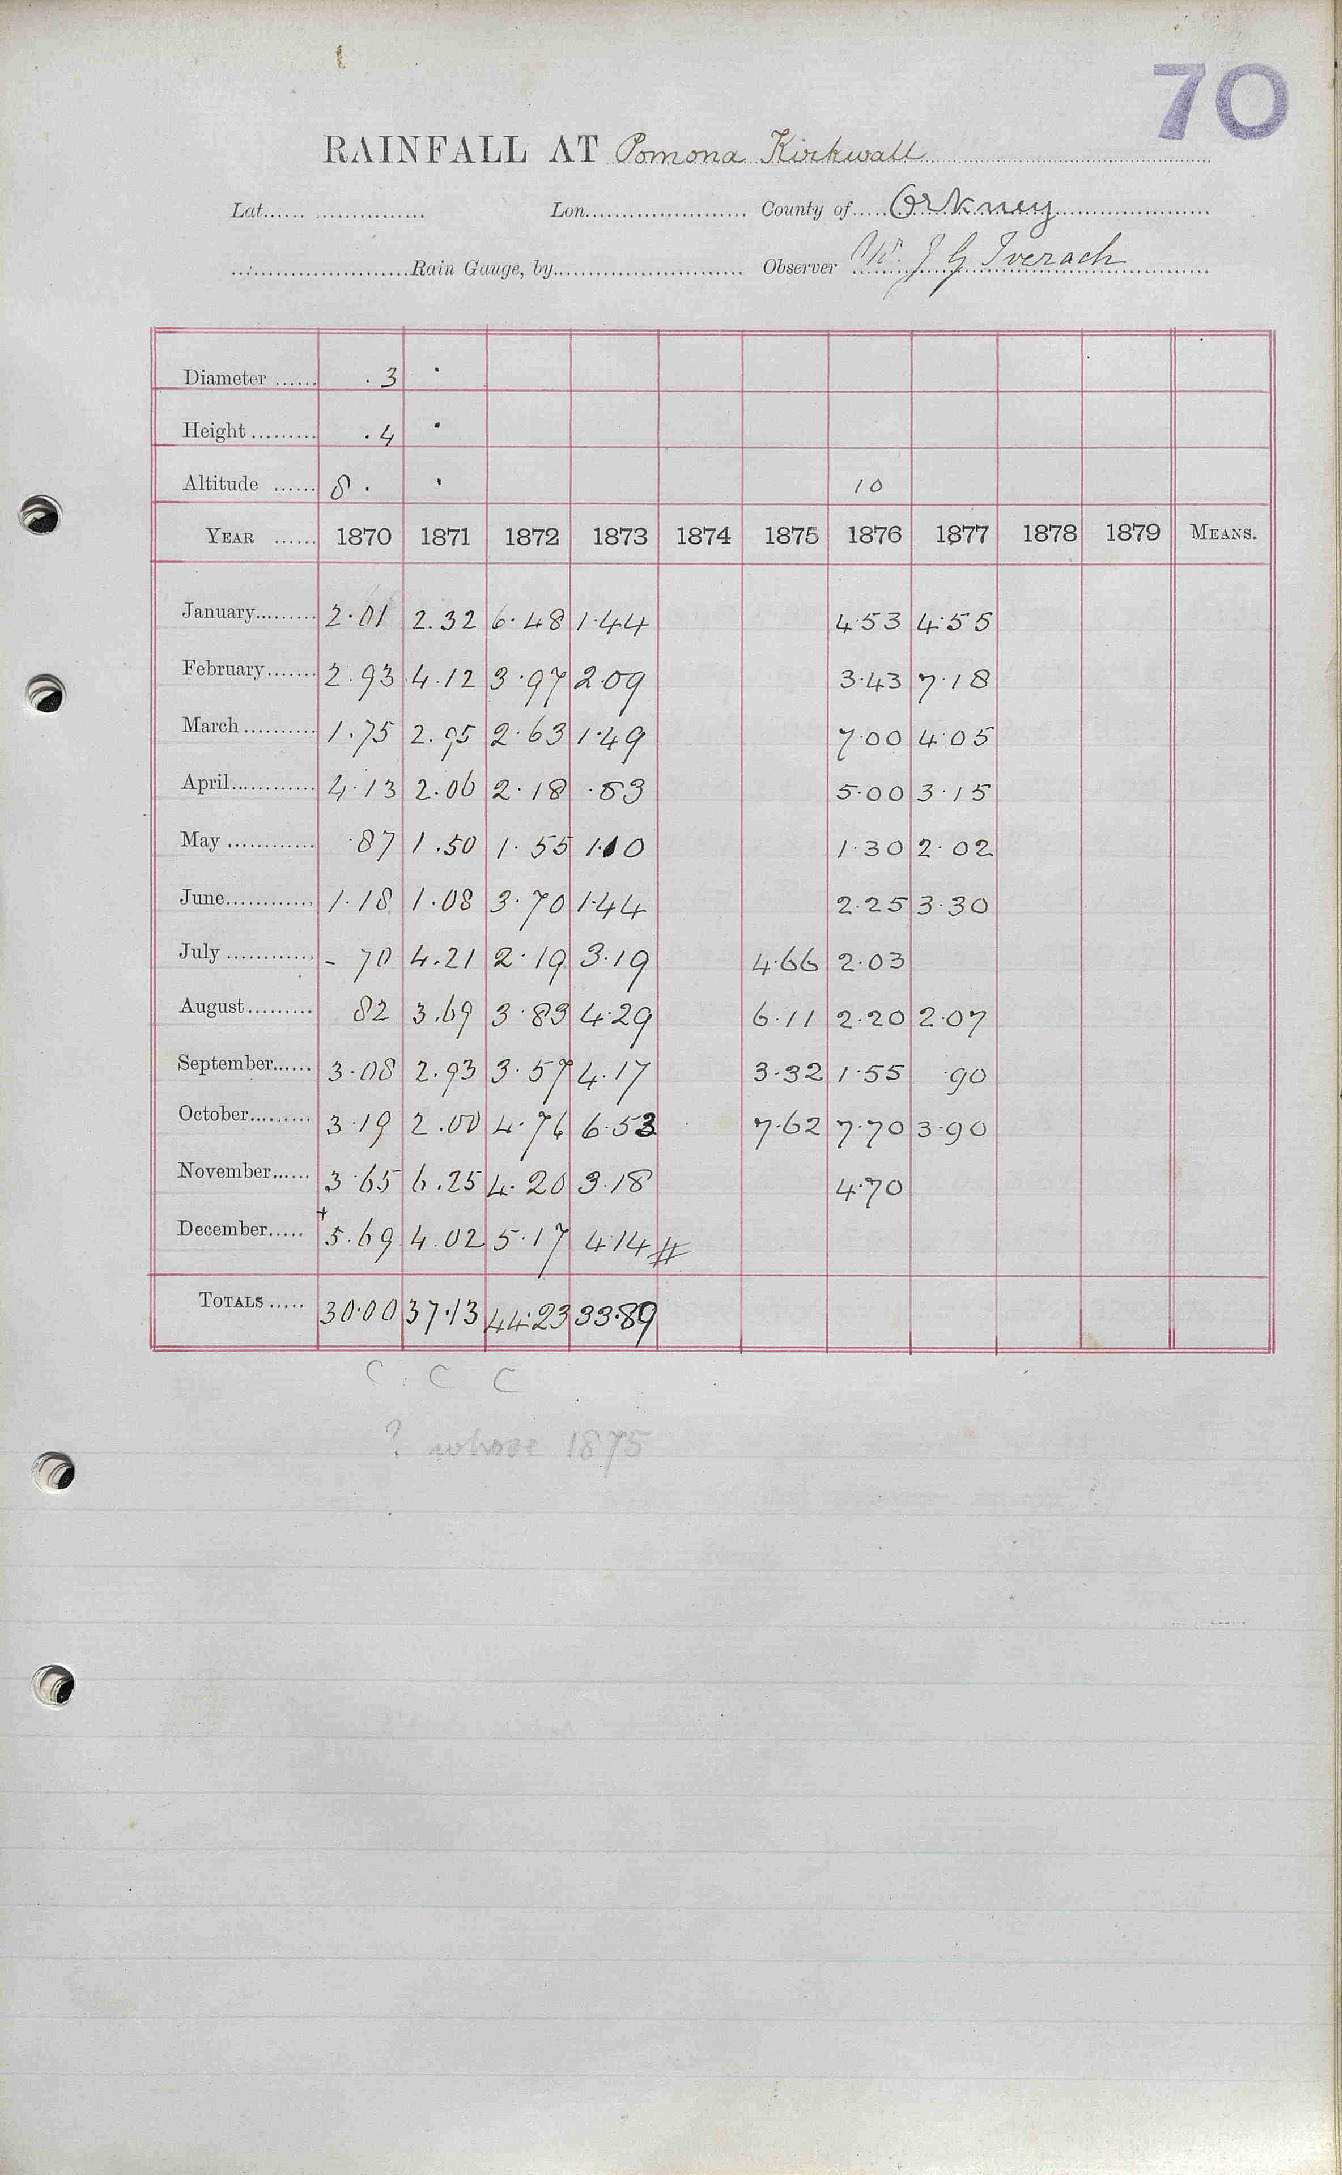 70
RAINFALL AT Pomona Kirkwall
Lat. Lon. County of Orkney
Rain Gauge, by Observer W. J G Iverach
Diameter ...... .3 .
Height ......... .4 .
Altitude ...... 8. . 10
YEAR ...... 1870 1871 1872 1873 1874 1875 1876 1877 1878 1879 MEANS.
January......... 2.01 2.32 6.48 1.44 4.53 4.55
February....... 2.93 4.12 3.97 2.09 3.43 7.18
March .......... 1.75 2.95 2.63 1.49 7.00 4.05
April............. 4.13 2.06 2.18 .83 5.00 3.15
May ............. .87 1.50 1.55 1.10 1.30 2.02
June............. 1.18 1.08 3.70 1.44 2.25 3.30
July ............. - 70 4.21 2.19 3.19 4.66 2.03
August.......... 82 3.69 3.83 4.29 6.11 2.20 2.07
September...... 3.08 2.93 3.57 4.17 3.32 1.55 .90
October......... 3.19 2.00 4.76 6.53 7.62 7.70 3.90
November...... 3.65 6.25 4.20 3.18 4.70
December..... + 5.69 4.02 5.17 4.14 #
TOTALS ..... 30.00 37.13 44.23 33.89
C. C C
? whose 1875